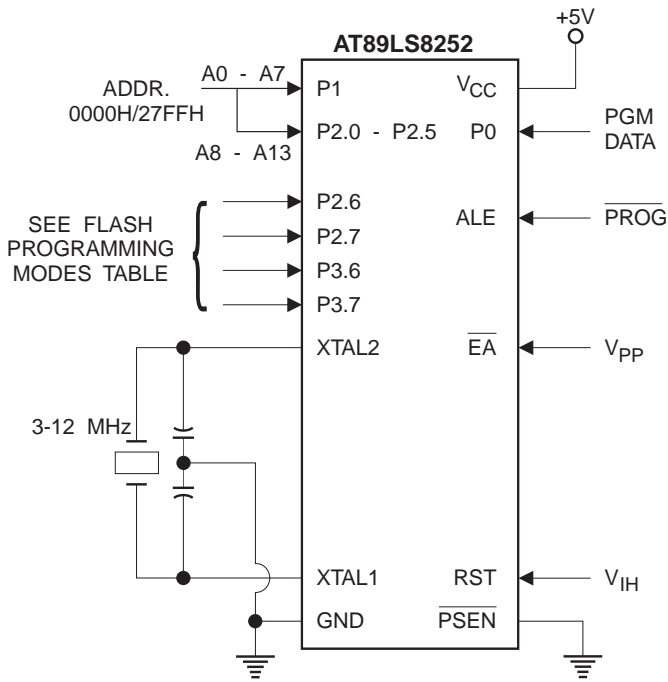 +5V
AT89LS8252
A0 - A7
P1
VCC
ADDR.
0000H/27FFH
P2.0 - P2.5
P0
PGM
DATA
A8 - A13
P2.6
ALE
PROG
SEE FLASH
PROGRAMMING
MODES TABLE
P2.7
P3.6
P3.7
XTAL2
EA
VPP
3-12 MHz
XTAL1
RST
VIH
GND
PSEN